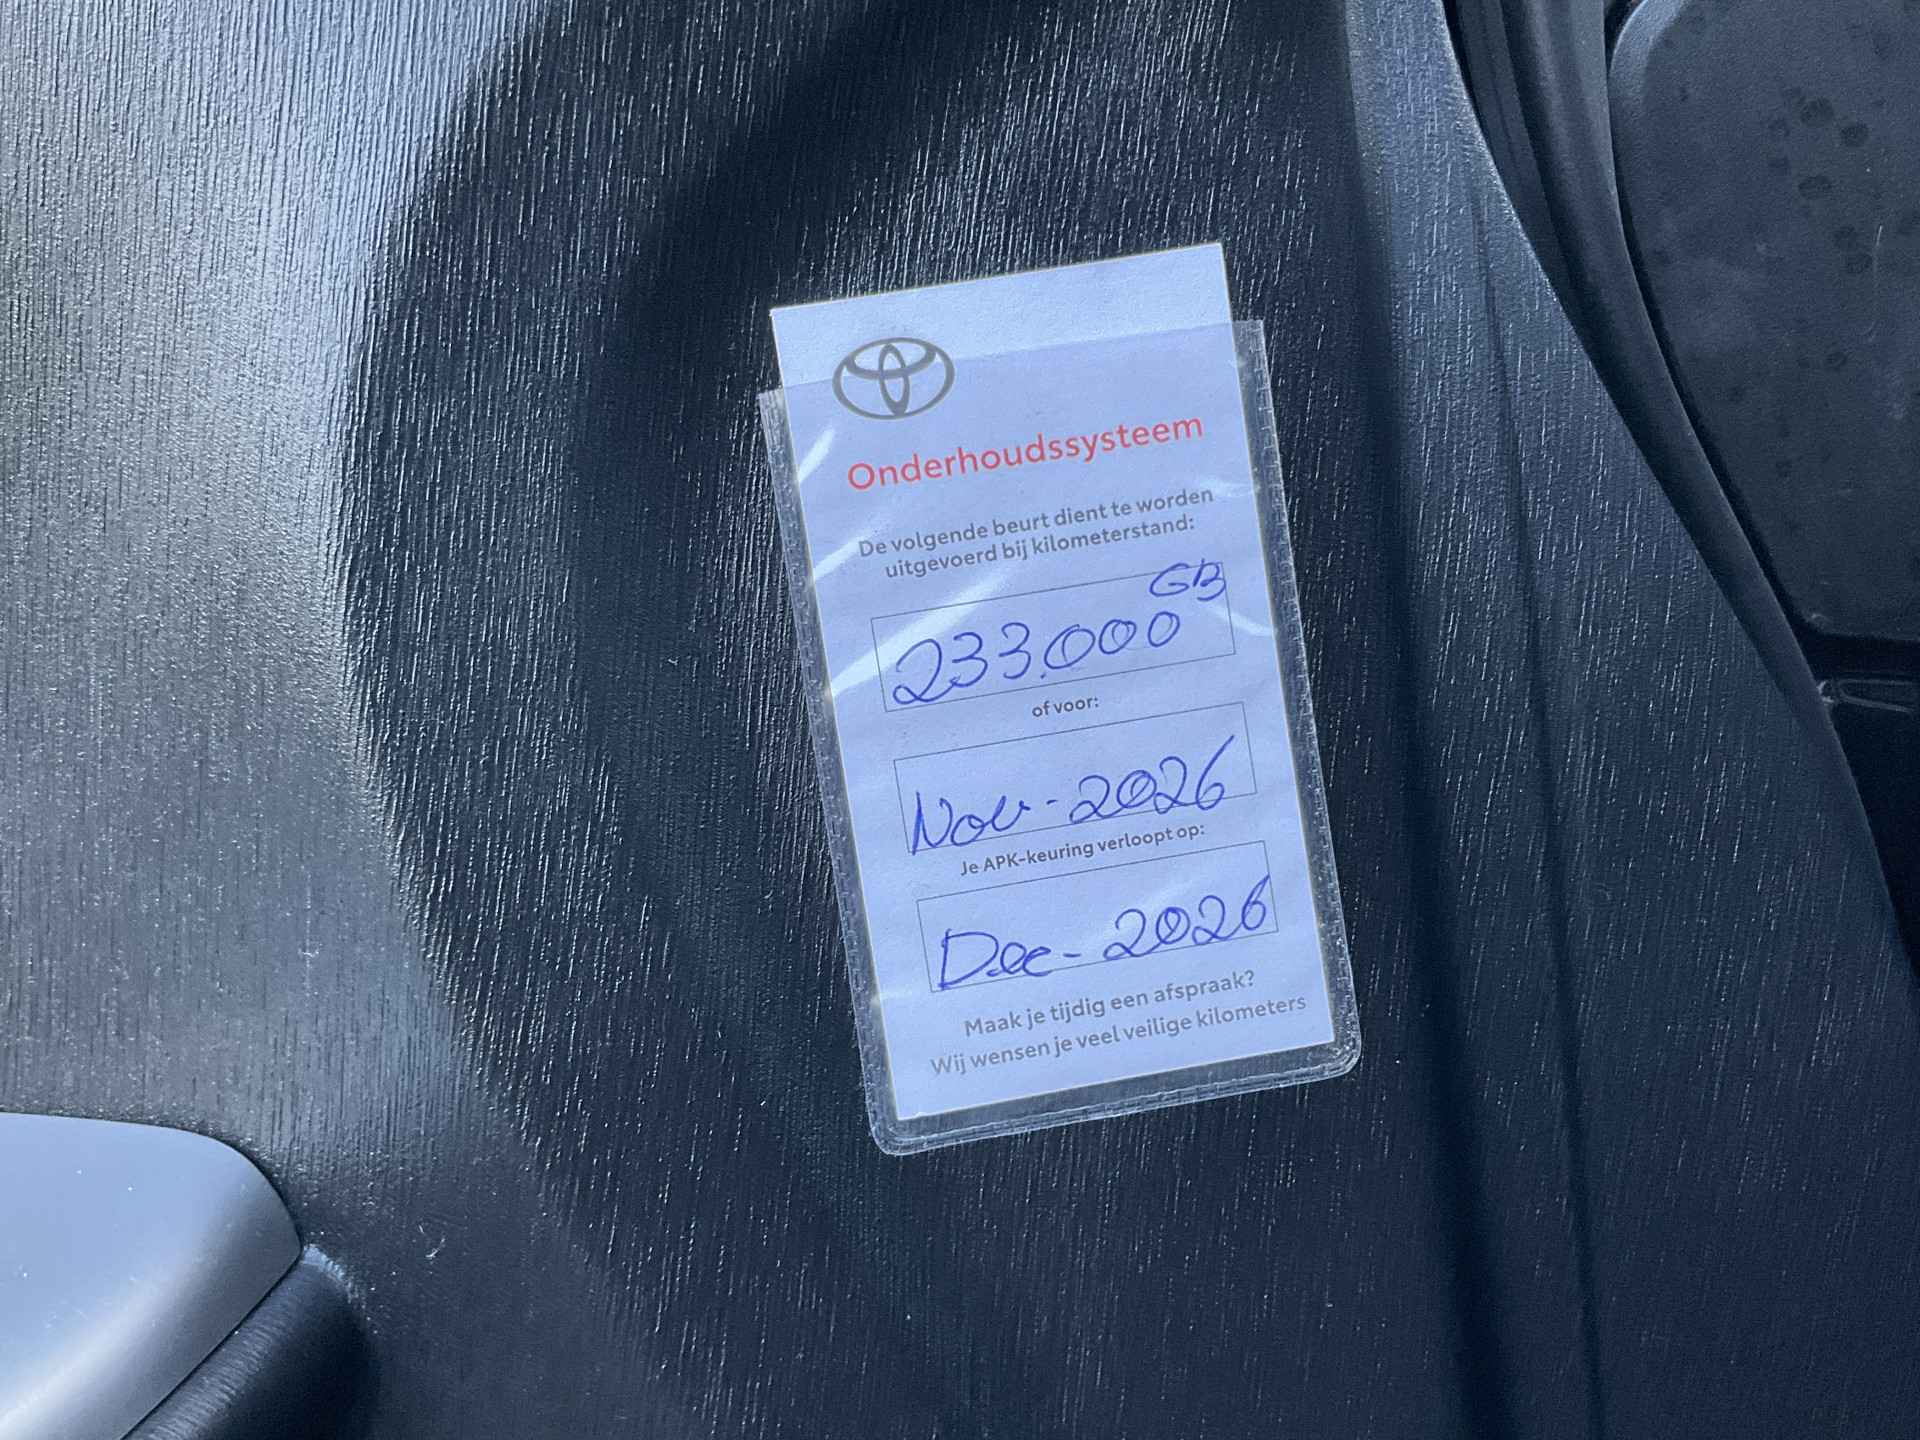 Onderhoudssysteem
De volgende beurt dient te worden
uitgevoerd bij kilometerstand:
GB
233.000
of voor:
Nov-2026
Je APK-keuring verloopt op:
Dec-2026
Maak je tijdig een afspraak?
Wij wensen je veel veilige kilometers